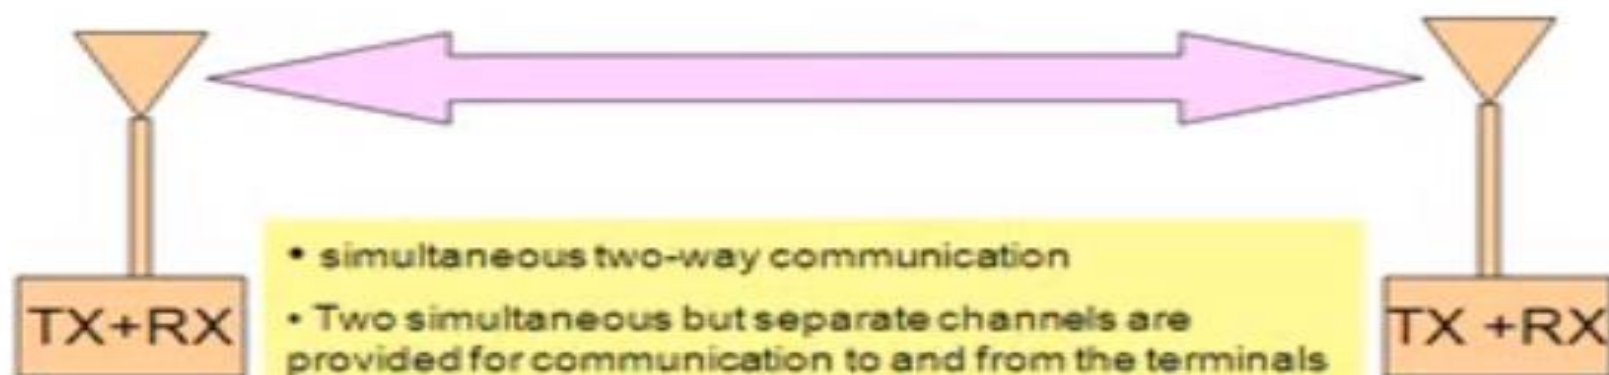 • simultaneous two-way communication
• Two simultaneous but separate channels are
provided for communication to and from the terminals
TX+RX
TX +RX